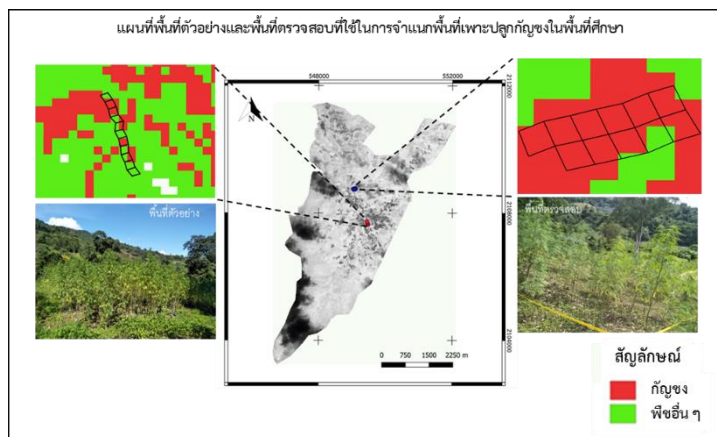 แผนที่พื้นที่ตัวอย่างและพื้นที่ตรวจสอบที่ใช้ในการจำแนกพื้นที่เพาะปลูกกัญชงในพื้นที่ศึกษา
548000 552000
2112000
N
พื้นที่ตัวอย่าง
พื้นที่ตรวจสอบ
2108000
2104000
0 750 1500 2250 m
สัญลักษณ์
กัญชง
พืชอื่น ๆ